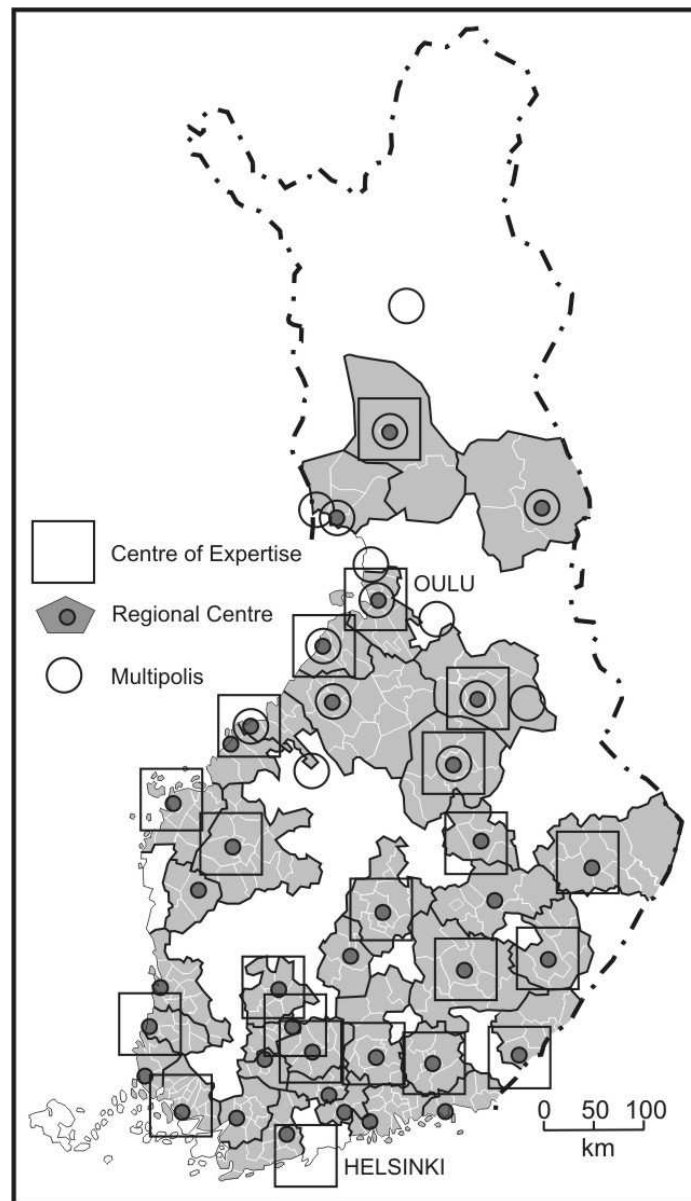 OULU
Centre of Expertise
Regional Centre
Multipolis
0 50 100
km
HELSINKI